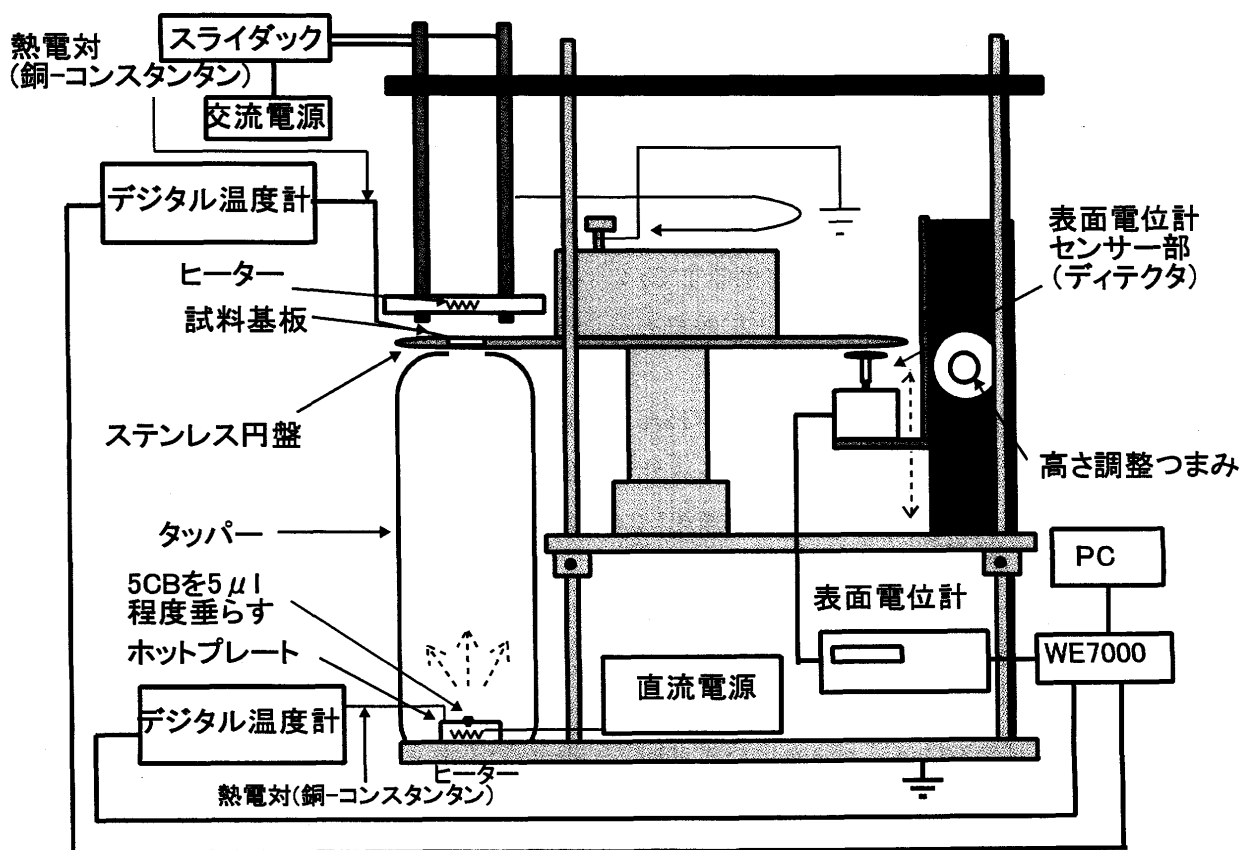 スライダック
熱電対
(銅-コンスタンタン)
交流電源
デジタル温度計
表面電位計
センサー部
(ディテクタ)
ヒーター
試料基板
ステンレス円盤
高さ調整つまみ
タッパー
PC
5CBを5μl
程度垂らす
表面電位計
ホットプレート
WE7000
直流電源
デジタル温度計
ヒーター
熱電対(銅-コンスタンタン)